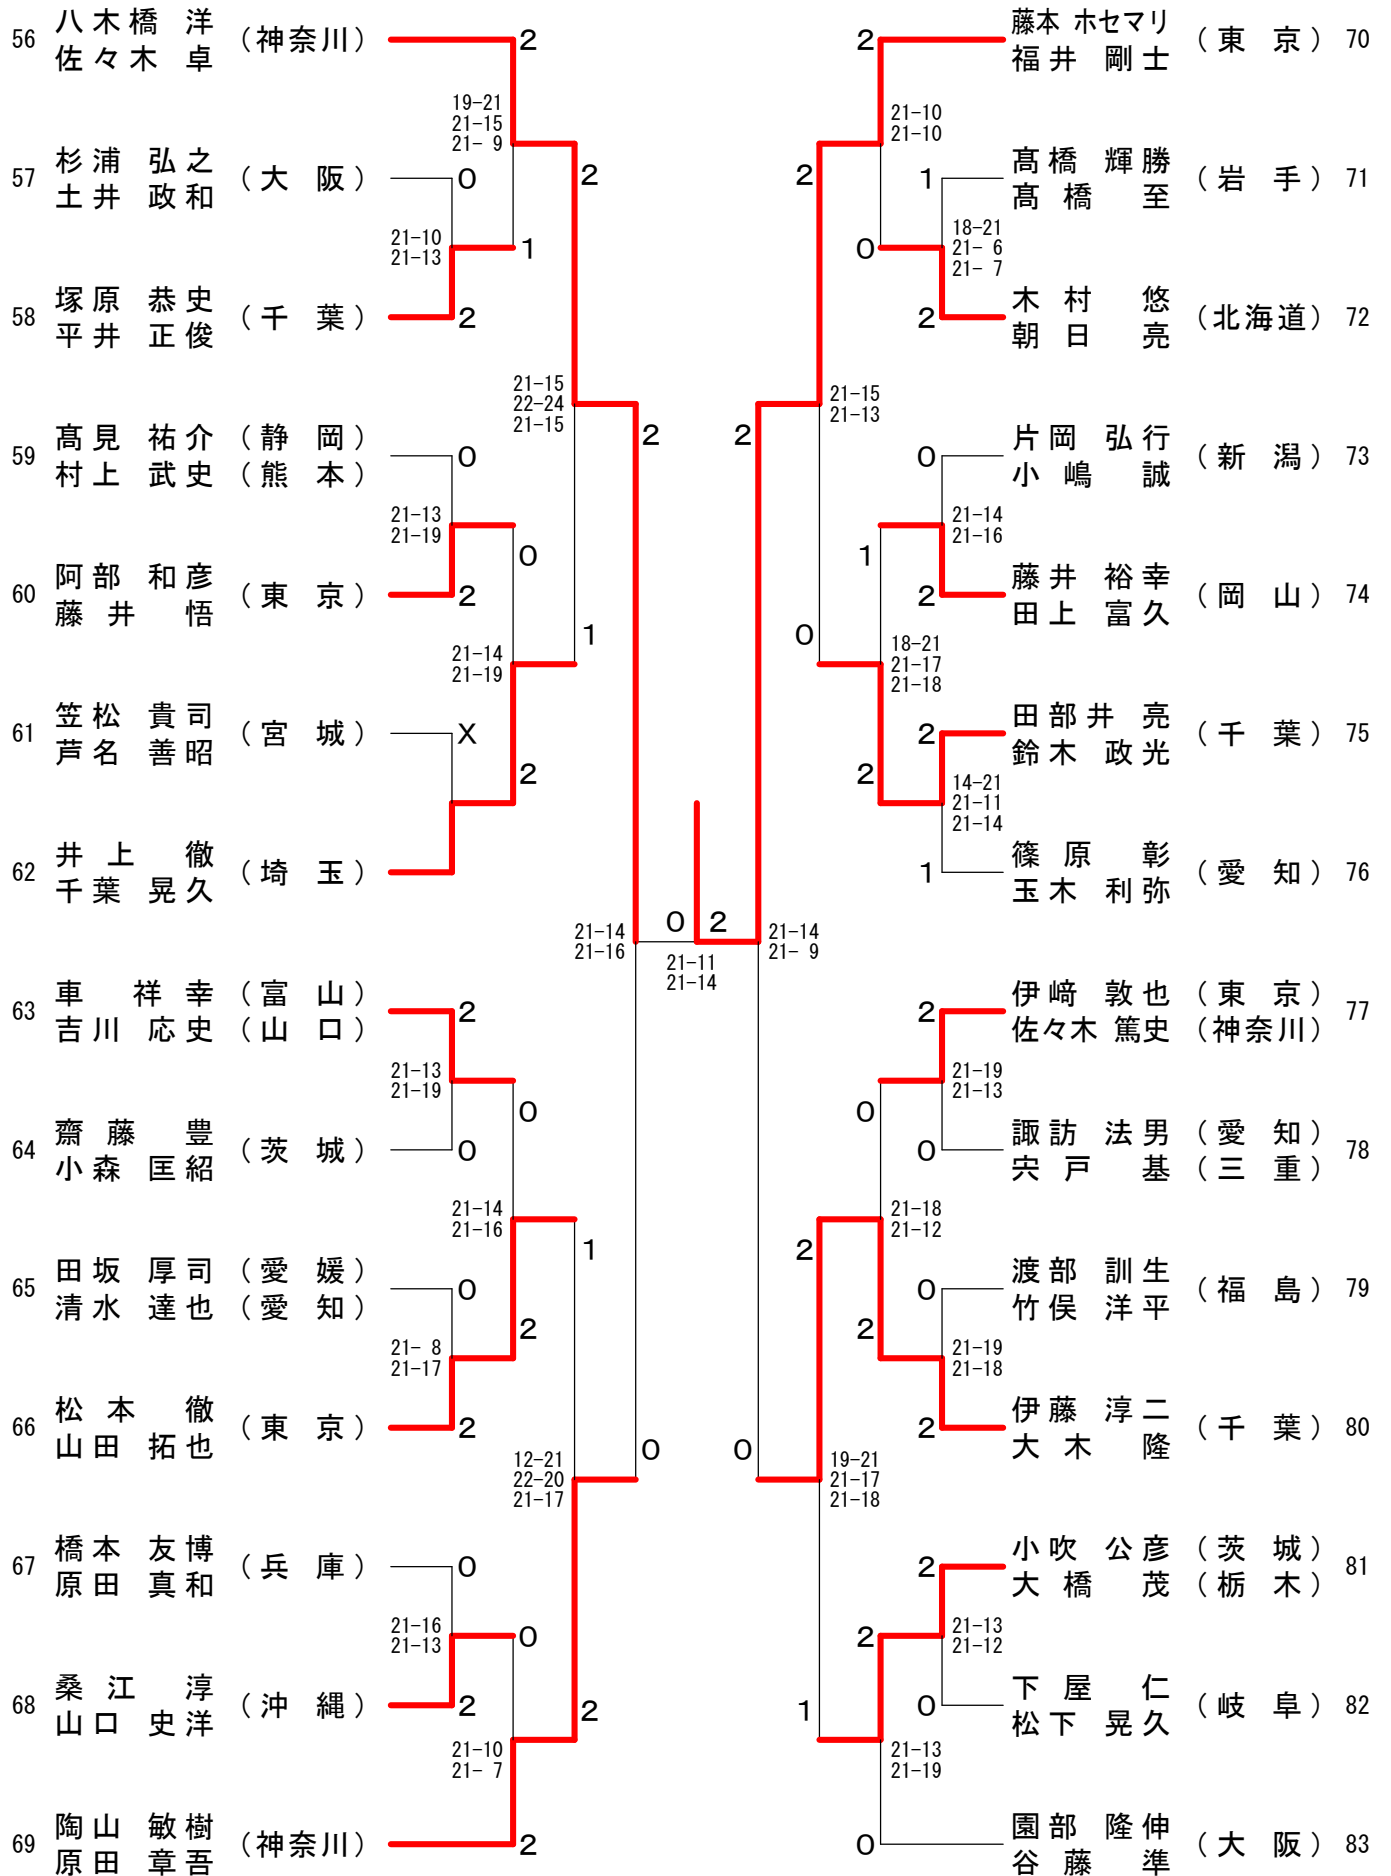 56 八木橋 洋 (神奈川) 2
佐々木 卓
19-21
21-15
21- 9
57 杉浦 弘之 (大 阪) 0
土井 政和
2
21-10
21-13
1
58 塚原 恭史 (千 葉) 2
平井 正俊
21-15
22-24
21-15
2
59 髙見 祐介 (静 岡) 0
村上 武史 (熊 本)
21-13
21-19
0
60 阿部 和彦 (東 京) 2
藤井 悟
1
21-14
21-19
61 笠松 貴司 (宮 城) X
芦名 善昭
2
62 井上 徹 (埼 玉)
千葉 晃久
21-14
21-16
63 車 祥幸 (富 山) 2
吉川 応史 (山 口)
21-13
21-19
0
64 齋藤 豊 (茨 城) 0
小森 匡紹
21-14
21-16
1
65 田坂 厚司 (愛 媛) 0
清水 達也 (愛 知)
2
21- 8
21-17
66 松本 徹 (東 京) 2
山田 拓也
0
12-21
22-20
21-17
67 橋本 友博 (兵 庫) 0
原田 真和
21-16
21-13
0
68 桑江 淳 (沖 縄) 2
山口 史洋
2
21-10
21- 7
69 陶山 敏樹 (神奈川) 2
原田 章吾
0 2
21-11
21-14
2 藤本 ホセマリ (東 京) 70
福井 剛士
21-10
21-10
2
1 髙橋 輝勝 (岩 手) 71
髙橋 至
0
18-21
21- 6
21- 7
2 木村 悠 (北海道) 72
朝日 亮
21-15
21-13
2
0 片岡 弘行 (新 潟) 73
小嶋 誠
21-14
21-16
1
2 藤井 裕幸 (岡 山) 74
田上 富久
0
18-21
21-17
21-18
2 田部井 亮 (千 葉) 75
鈴木 政光
2
14-21
21-11
21-14
1 篠原 彰 (愛 知) 76
玉木 利弥
21-14
21- 9
2 伊﨑 敦也 (東 京) 77
佐々木 篤史 (神奈川)
21-19
21-13
0
0 諏訪 法男 (愛 知) 78
宍戸 基 (三 重)
21-18
21-12
2
0 渡部 訓生 (福 島) 79
竹俣 洋平
2
21-19
21-18
2 伊藤 淳二 (千 葉) 80
大木 隆
0
19-21
21-17
21-18
2 小吹 公彦 (茨 城) 81
大橋 茂 (栃 木)
2
21-13
21-12
0 下屋 仁 (岐 阜) 82
松下 晃久
1
21-13
21-19
0 園部 隆伸 (大 阪) 83
谷藤 準